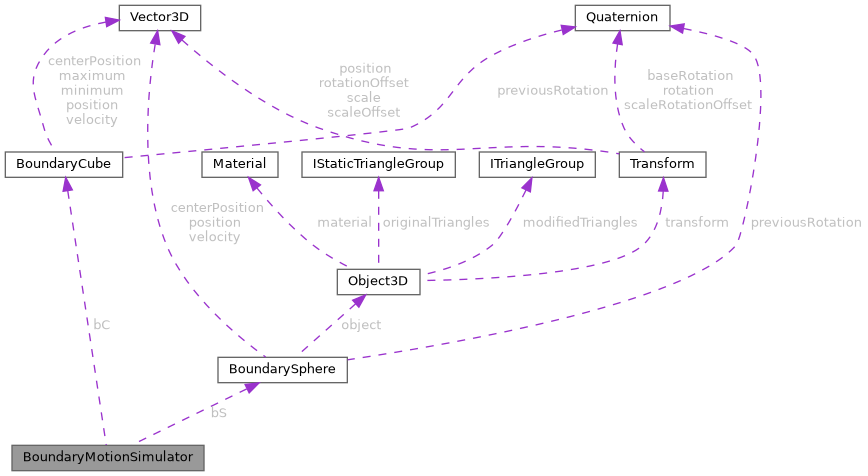 Vector3D
Quaternion
centerPosition
maximum
minimum
position
velocity
position
rotationOffset
scale
scaleOffset
previousRotation
baseRotation
rotation
scaleRotationOffset
BoundaryCube
Material
IStaticTriangleGroup
ITriangleGroup
Transform
centerPosition
position
velocity
material
originalTriangles
modifiedTriangles
transform
previousRotation
Object3D
bC
object
BoundarySphere
bS
BoundaryMotionSimulator